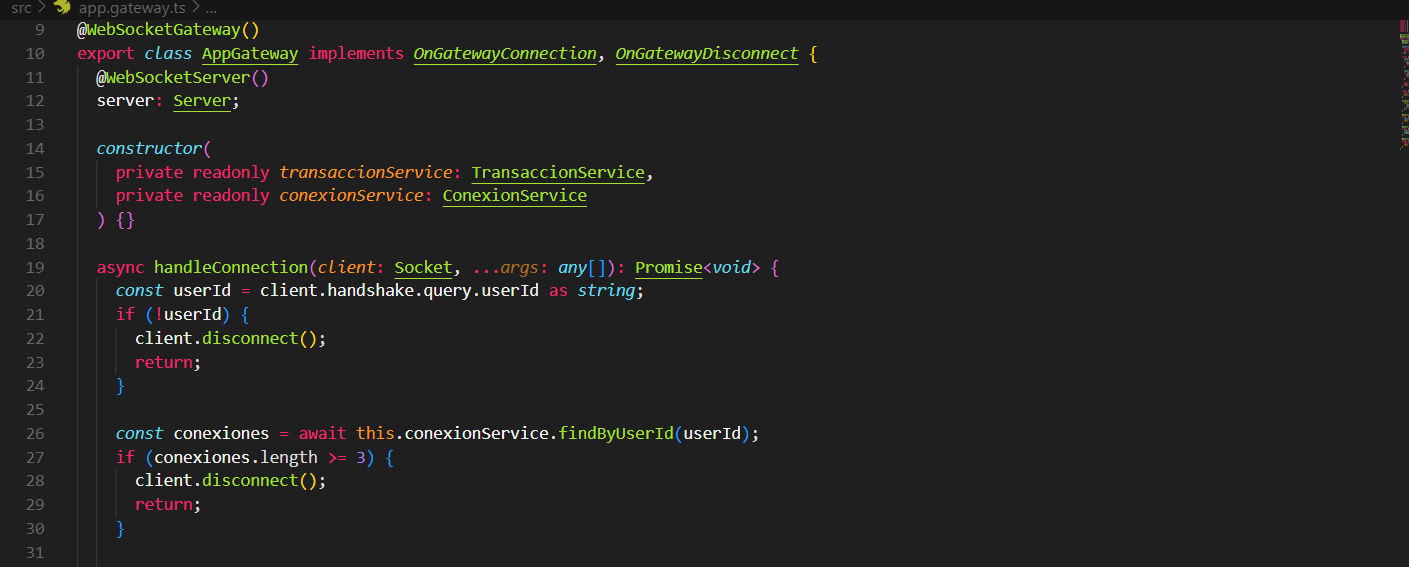 src > app.gateway.ts > ...
9 @WebSocketGateway()
10 export class AppGateway implements OnGatewayConnection, OnGatewayDisconnect {
11 @WebSocketServer()
12 server: Server;
13
14 constructor(
15 private readonly transaccionService: TransaccionService,
16 private readonly conexionService: ConexionService
17 ) {}
18
19 async handleConnection(client: Socket, ...args: any[]): Promise<void> {
20 const userId = client.handshake.query.userId as string;
21 if (!userId) {
22 client.disconnect();
23 return;
24 }
25
26 const conexiones = await this.conexionService.findByUserId(userId);
27 if (conexiones.length >= 3) {
28 client.disconnect();
29 return;
30 }
31